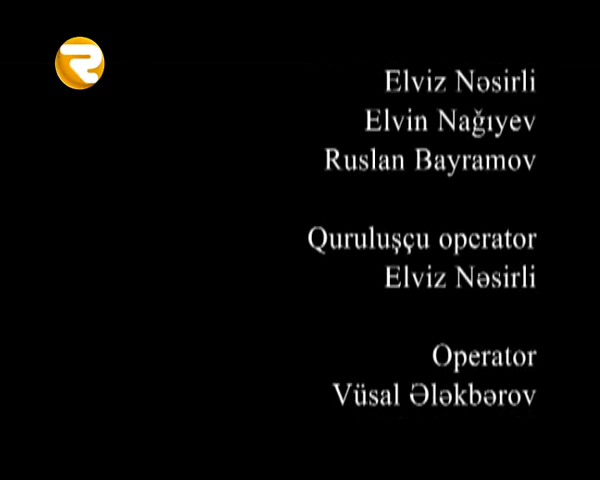 Elviz Nəsirli
Elvin Nağıyev
Ruslan Bayramov
Quruluşçu operator
Elviz Nəsirli
Operator
Vüsal Ələkbərov